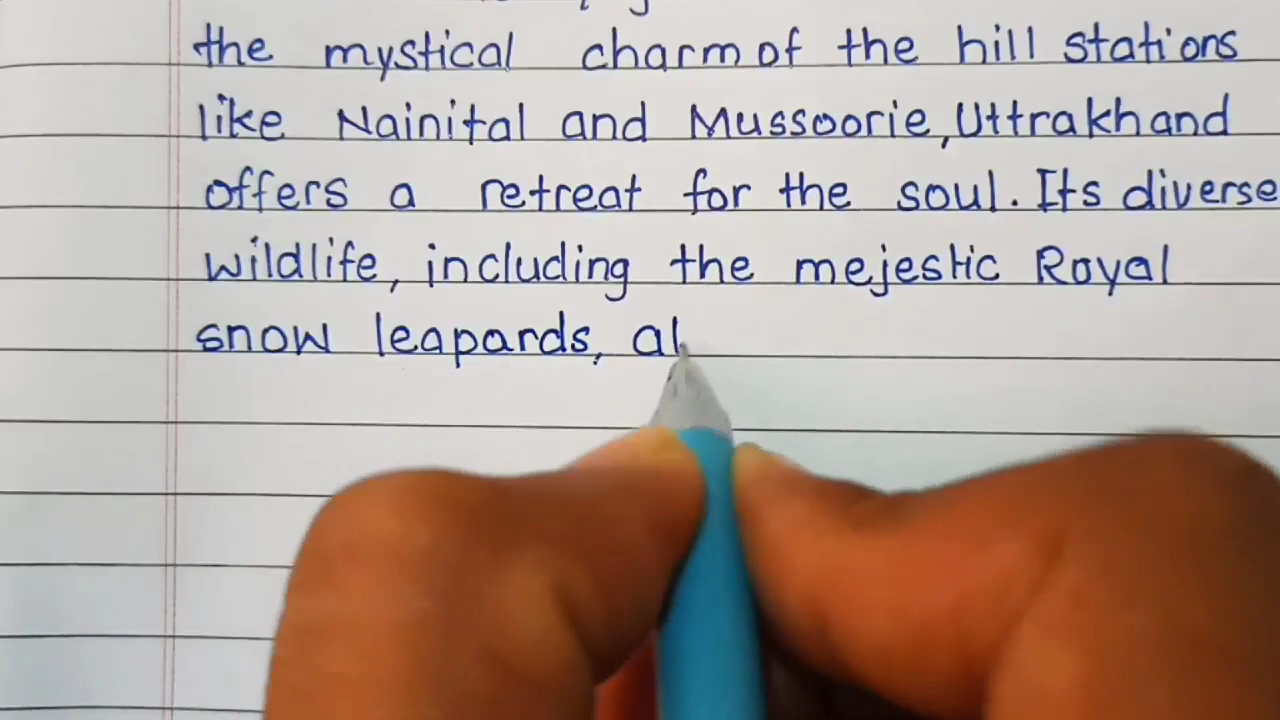 the mystical charm of the hill stations
like Nainital and Mussoorie, Uttrakhand
offers a retreat for the soul. Its diverse
wildlife, including the mejestic Royal
snow leapards, al